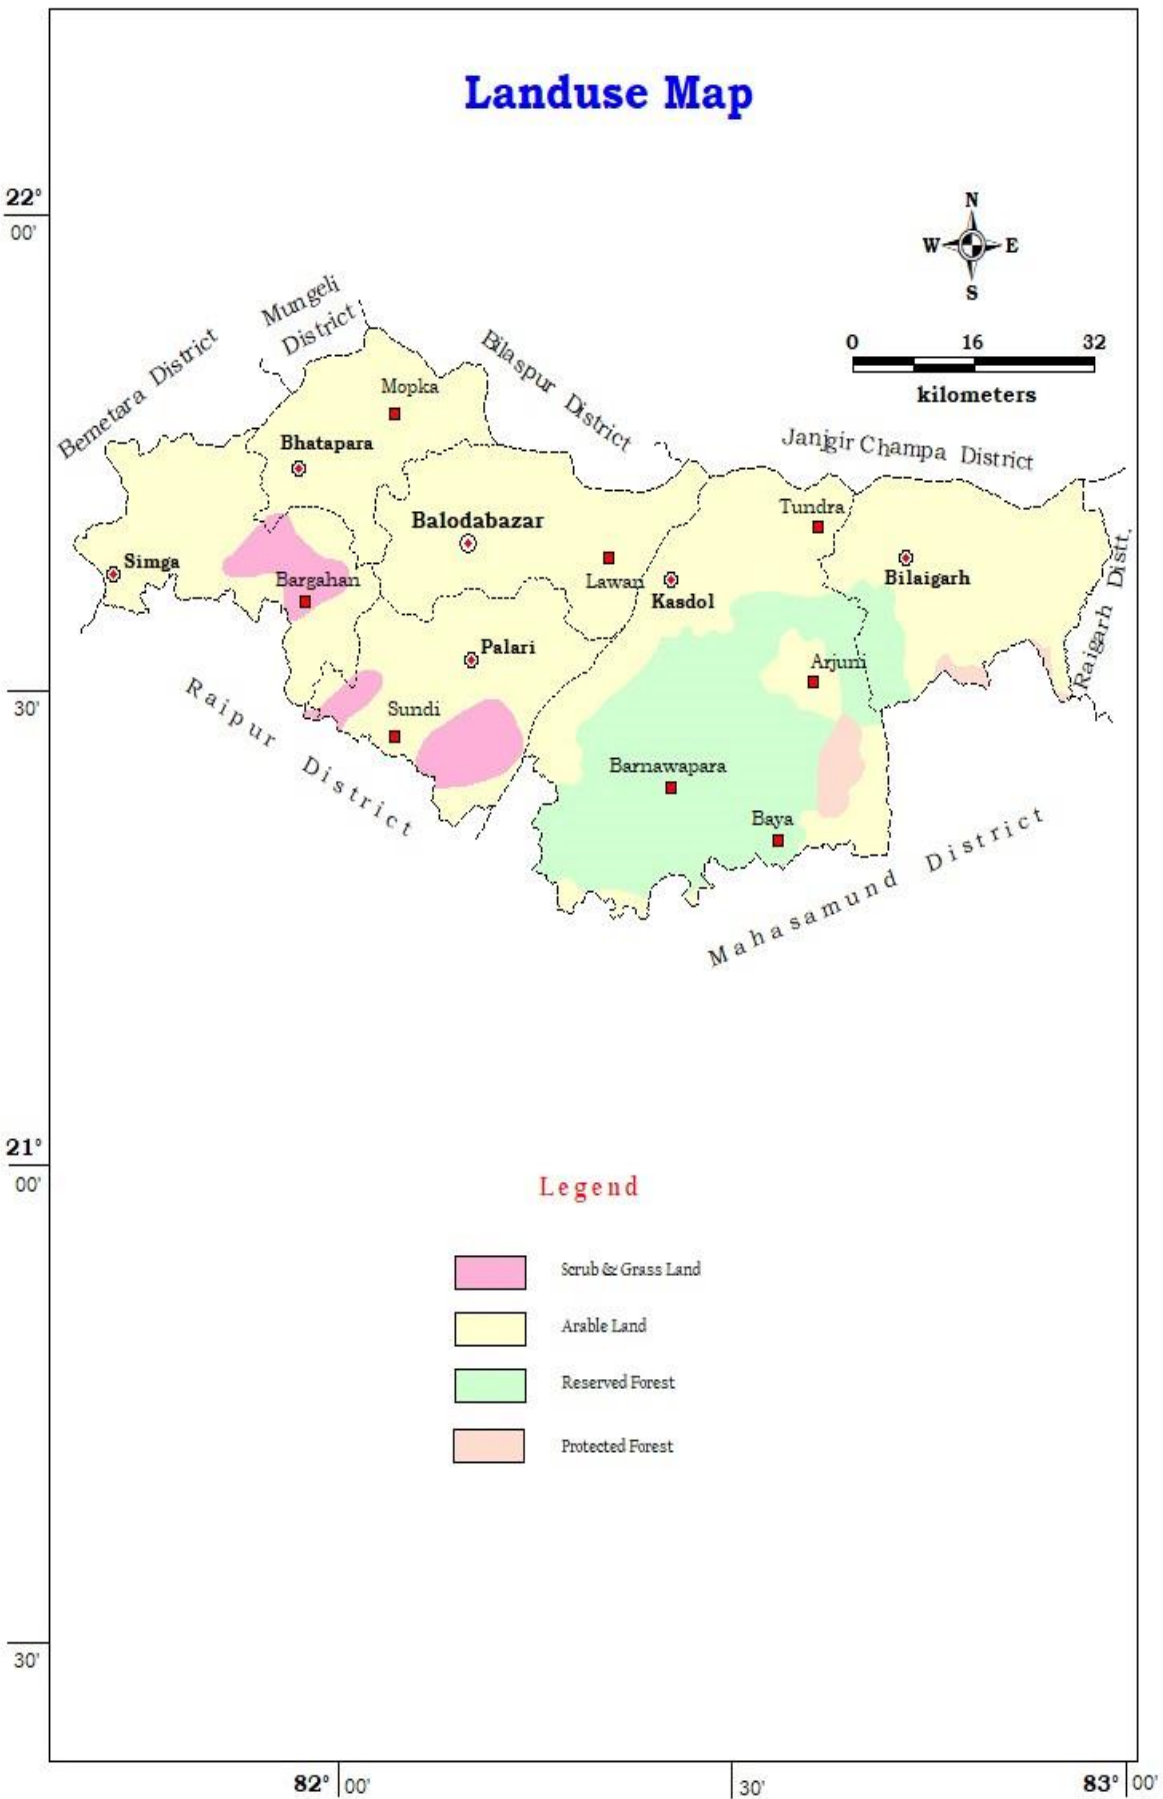 Landuse Map
22°
00'
N
W E
S
0 16 32
kilometers
Mungeli
District
Bemetara District
Bilaspur District
Janjgir Champa District
Raigarh Distt.
Mopka
Bhatapara
Balodabazar
Tundra
Simga
Bargahan
Lawan
Kasdol
Bilaigarh
Palari
Arjuni
30'
Sundi
Raipur District
Barnawapara
Baya
Mahasamund District
21°
00'
Legend
Scrub & Grass Land
Arable Land
Reserved Forest
Protected Forest
30'
82° 00'
30'
83° 00'